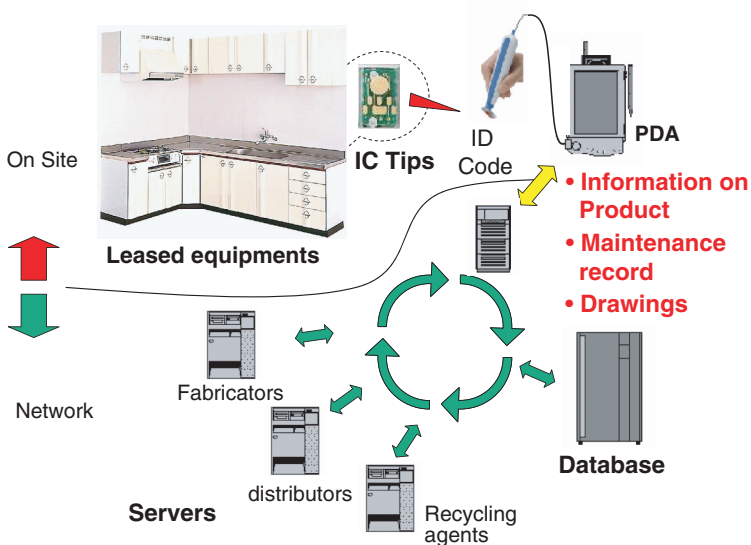 On Site
IC Tips
ID
Code
PDA
• Information on
Product
• Maintenance
record
• Drawings
Leased equipments
Network
Fabricators
distributors
Recycling
agents
Servers
Database